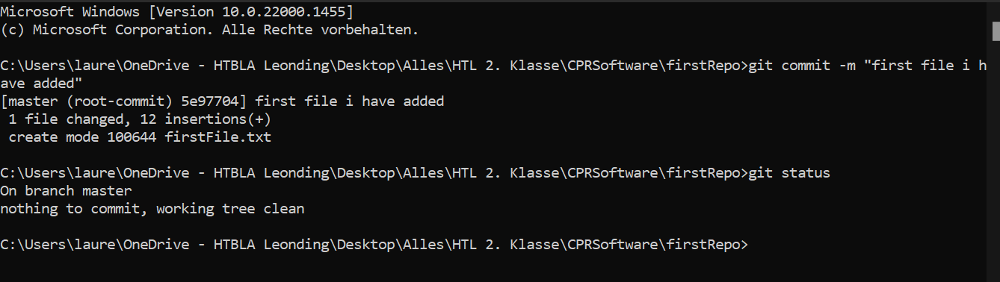 Microsoft Windows [Version 10.0.22000.1455]
(c) Microsoft Corporation. Alle Rechte vorbehalten.
C:\Users\laure\OneDrive - HTBLA Leonding\Desktop\Alles\HTL 2. Klasse\CPRSoftware\firstRepo>git commit -m "first file i h
ave added"
[master (root-commit) 5e97704] first file i have added
 1 file changed, 12 insertions(+)
 create mode 100644 firstFile.txt
C:\Users\laure\OneDrive - HTBLA Leonding\Desktop\Alles\HTL 2. Klasse\CPRSoftware\firstRepo>git status
On branch master
nothing to commit, working tree clean
C:\Users\laure\OneDrive - HTBLA Leonding\Desktop\Alles\HTL 2. Klasse\CPRSoftware\firstRepo>